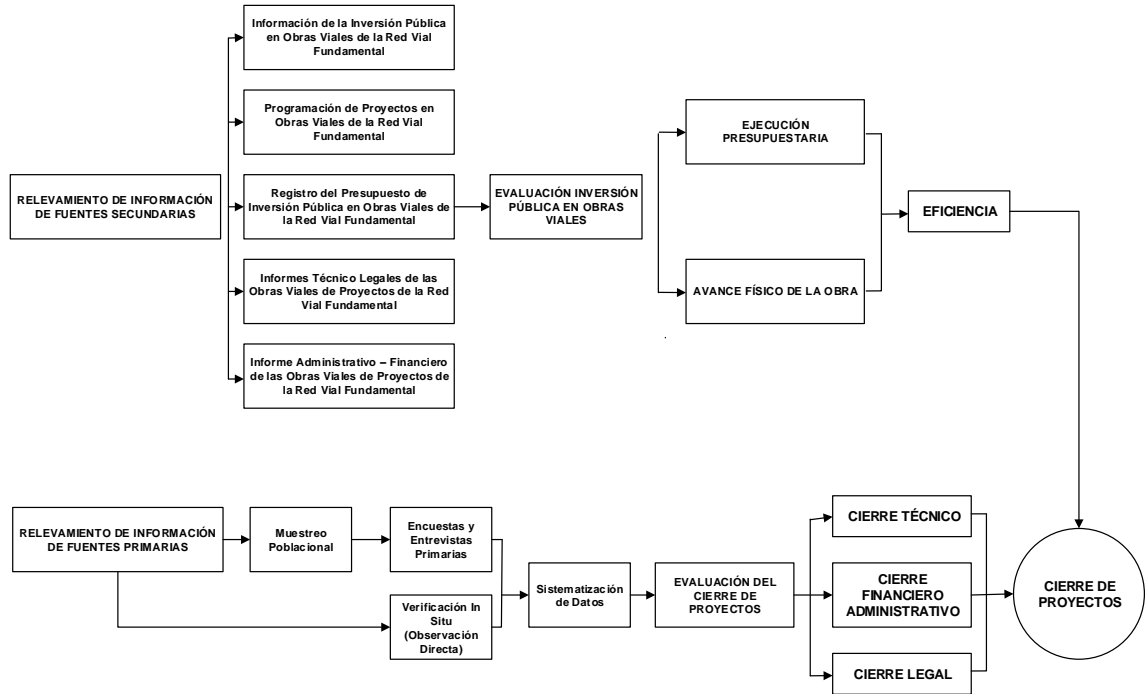 Información de la Inversión Pública
en Obras Viales de la Red Vial
Fundamental
Programación de Proyectos en
Obras Viales de la Red Vial
Fundamental
RELEVAMIENTO DE INFORMACIÓN
DE FUENTES SECUNDARIAS
Registro del Presupuesto de
Inversión Pública en Obras Viales de
la Red Vial Fundamental
Informes Técnico Legales de las
Obras Viales de Proyectos de la Red
Vial Fundamental
Informe Administrativo – Financiero
de las Obras Viales de Proyectos de
la Red Vial Fundamental
EVALUACIÓN INVERSIÓN
PÚBLICA EN OBRAS
VIALES
EJECUCIÓN
PRESUPUESTARIA
AVANCE FÍSICO DE LA OBRA
EFICIENCIA
RELEVAMIENTO DE INFORMACIÓN
DE FUENTES PRIMARIAS
Muestreo
Poblacional
Encuestas y
Entrevistas
Primarias
Verificación In
Situ
(Observación
Directa)
Sistematización
de Datos
EVALUACIÓN DEL
CIERRE DE
PROYECTOS
CIERRE TÉCNICO
CIERRE
FINANCIERO
ADMINISTRATIVO
CIERRE LEGAL
CIERRE DE
PROYECTOS